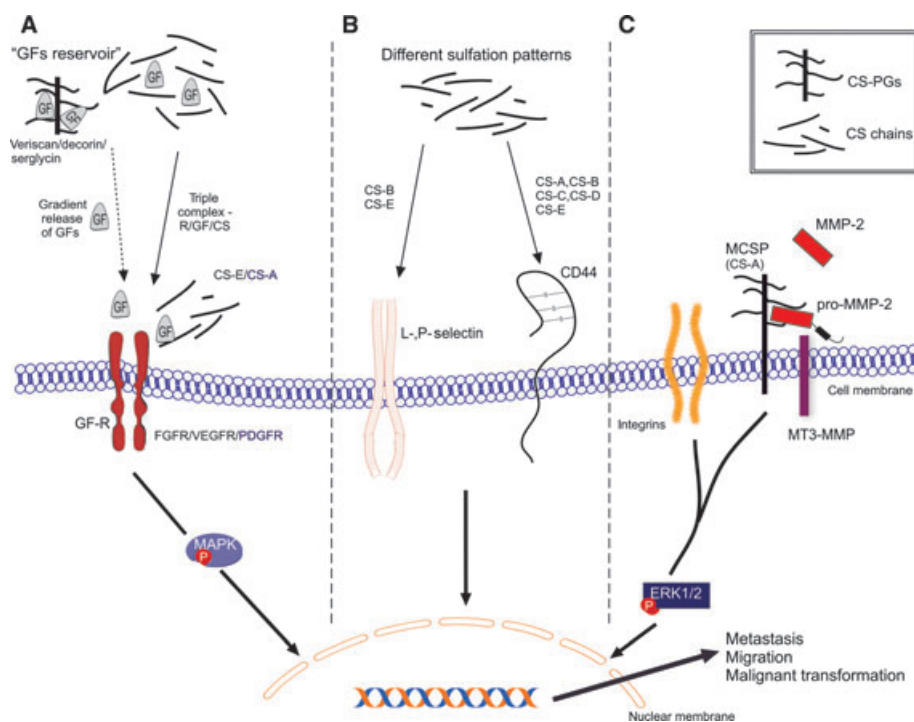 A
"GFs reservoir"
GF
GF
GF
GF
GF
Veriscan/decorin/
serglycin
Gradient
release
of GFs
GF
Triple
complex -
R/GF/CS
CS-E/CS-A
GF
GF
GF-R
FGFR/VEGFR/PDGFR
MAPK
P
B
Different sulfation patterns
CS-B
CS-E
CS-A,CS-B
CS-C,CS-D
CS-E
CD44
L-,P- selectin
C
CS-PGs
CS chains
MMP-2
MCSP
(CS-A)
pro-MMP-2
Cell membrane
Integrins
MT3-MMP
ERK1/2
P
Metastasis
Migration
Malignant transformation
Nuclear membrane